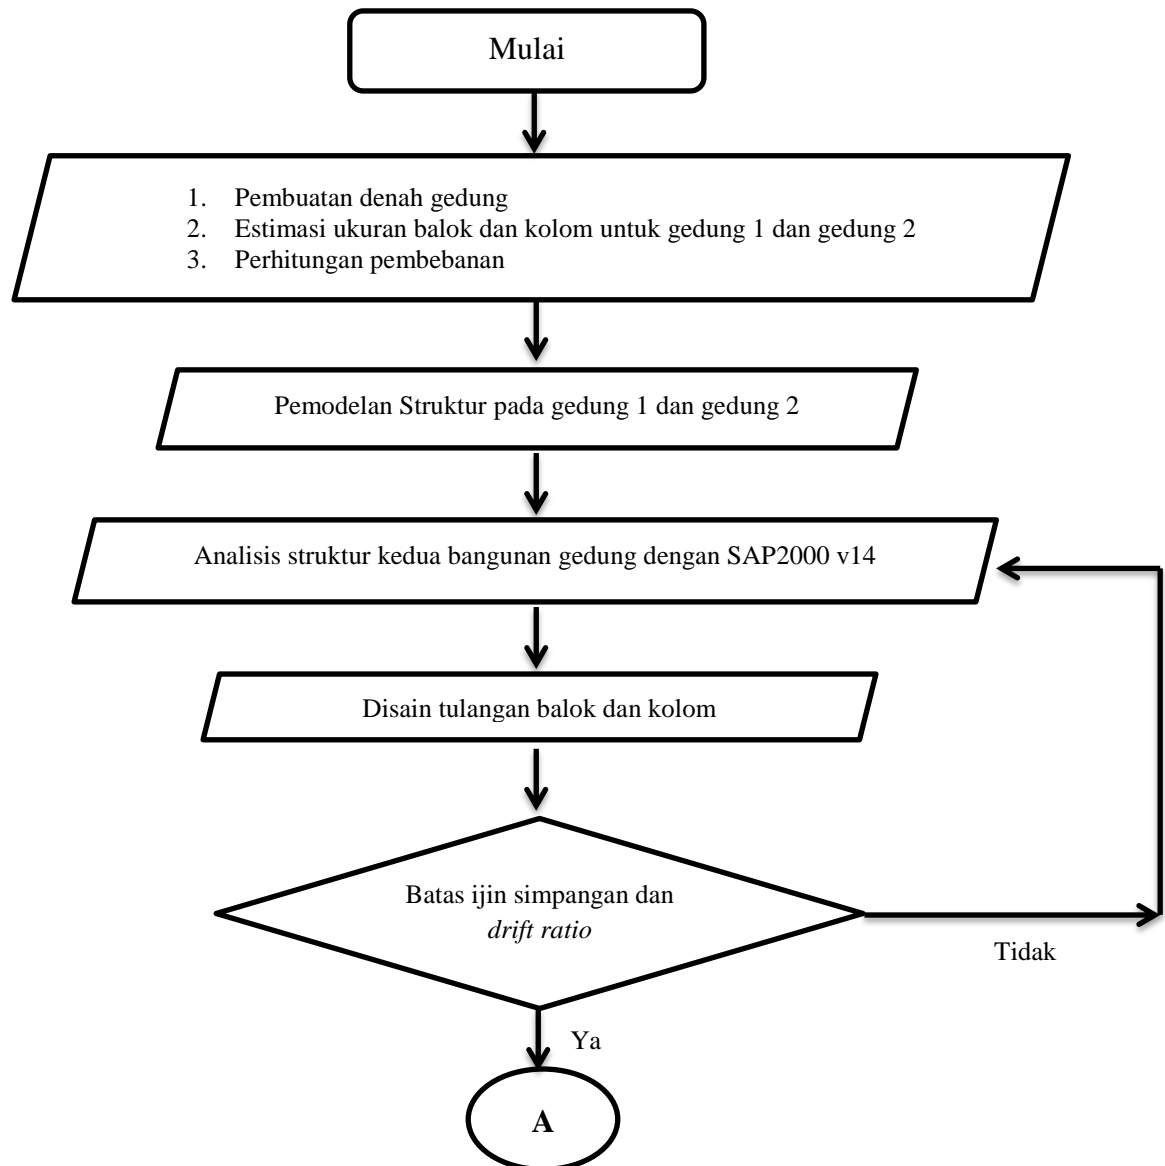 Mulai
1. Pembuatan denah gedung
2. Estimasi ukuran balok dan kolom untuk gedung 1 dan gedung 2
3. Perhitungan pembebanan
Pemodelan Struktur pada gedung 1 dan gedung 2
Analisis struktur kedua bangunan gedung dengan SAP2000 v14
Disain tulangan balok dan kolom
Batas ijin simpangan dan
drift ratio
Tidak
Ya
A